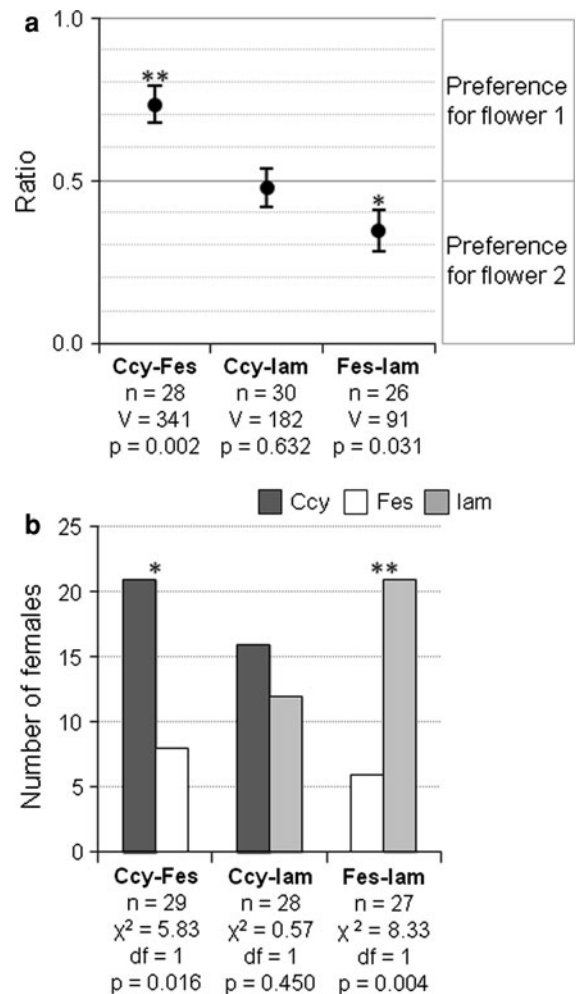 a
1.0
**
Preference
for flower 1
Ratio
0.5
*
Preference
for flower 2
0.0
Ccy-Fes Ccy-Iam Fes-Iam
n = 28 n = 30 n = 26
V = 341 V = 182 V = 91
p = 0.002 p = 0.632 p = 0.031
Ccy Fes Iam
b
25
* **
20
15
Number of females
10
5
0
Ccy-Fes Ccy-Iam Fes-Iam
n = 29 n = 28 n = 27
χ² = 5.83 χ² = 0.57 χ² = 8.33
df = 1 df = 1 df = 1
p = 0.016 p = 0.450 p = 0.004